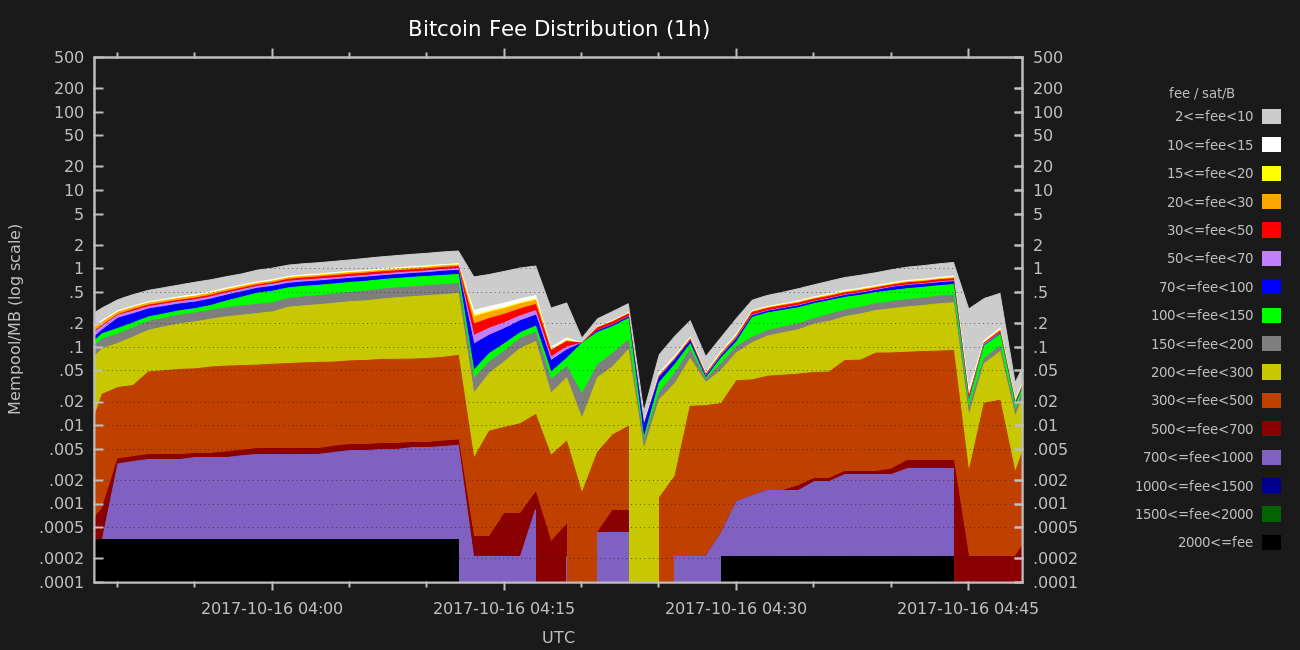 Bitcoin Fee Distribution (1h)
Mempool/MB (log scale)
500
200
100
50
20
10
5
2
1
.5
.2
.1
.05
.02
.01
.005
.002
.001
.0005
.0002
.0001
500
200
100
50
20
10
5
2
1
.5
.2
.1
.05
.02
.01
.005
.002
.001
.0005
.0002
.0001
2017-10-16 04:00
2017-10-16 04:15
2017-10-16 04:30
2017-10-16 04:45
UTC
fee / sat/B
2<=fee<10
10<=fee<15
15<=fee<20
20<=fee<30
30<=fee<50
50<=fee<70
70<=fee<100
100<=fee<150
150<=fee<200
200<=fee<300
300<=fee<500
500<=fee<700
700<=fee<1000
1000<=fee<1500
1500<=fee<2000
2000<=fee